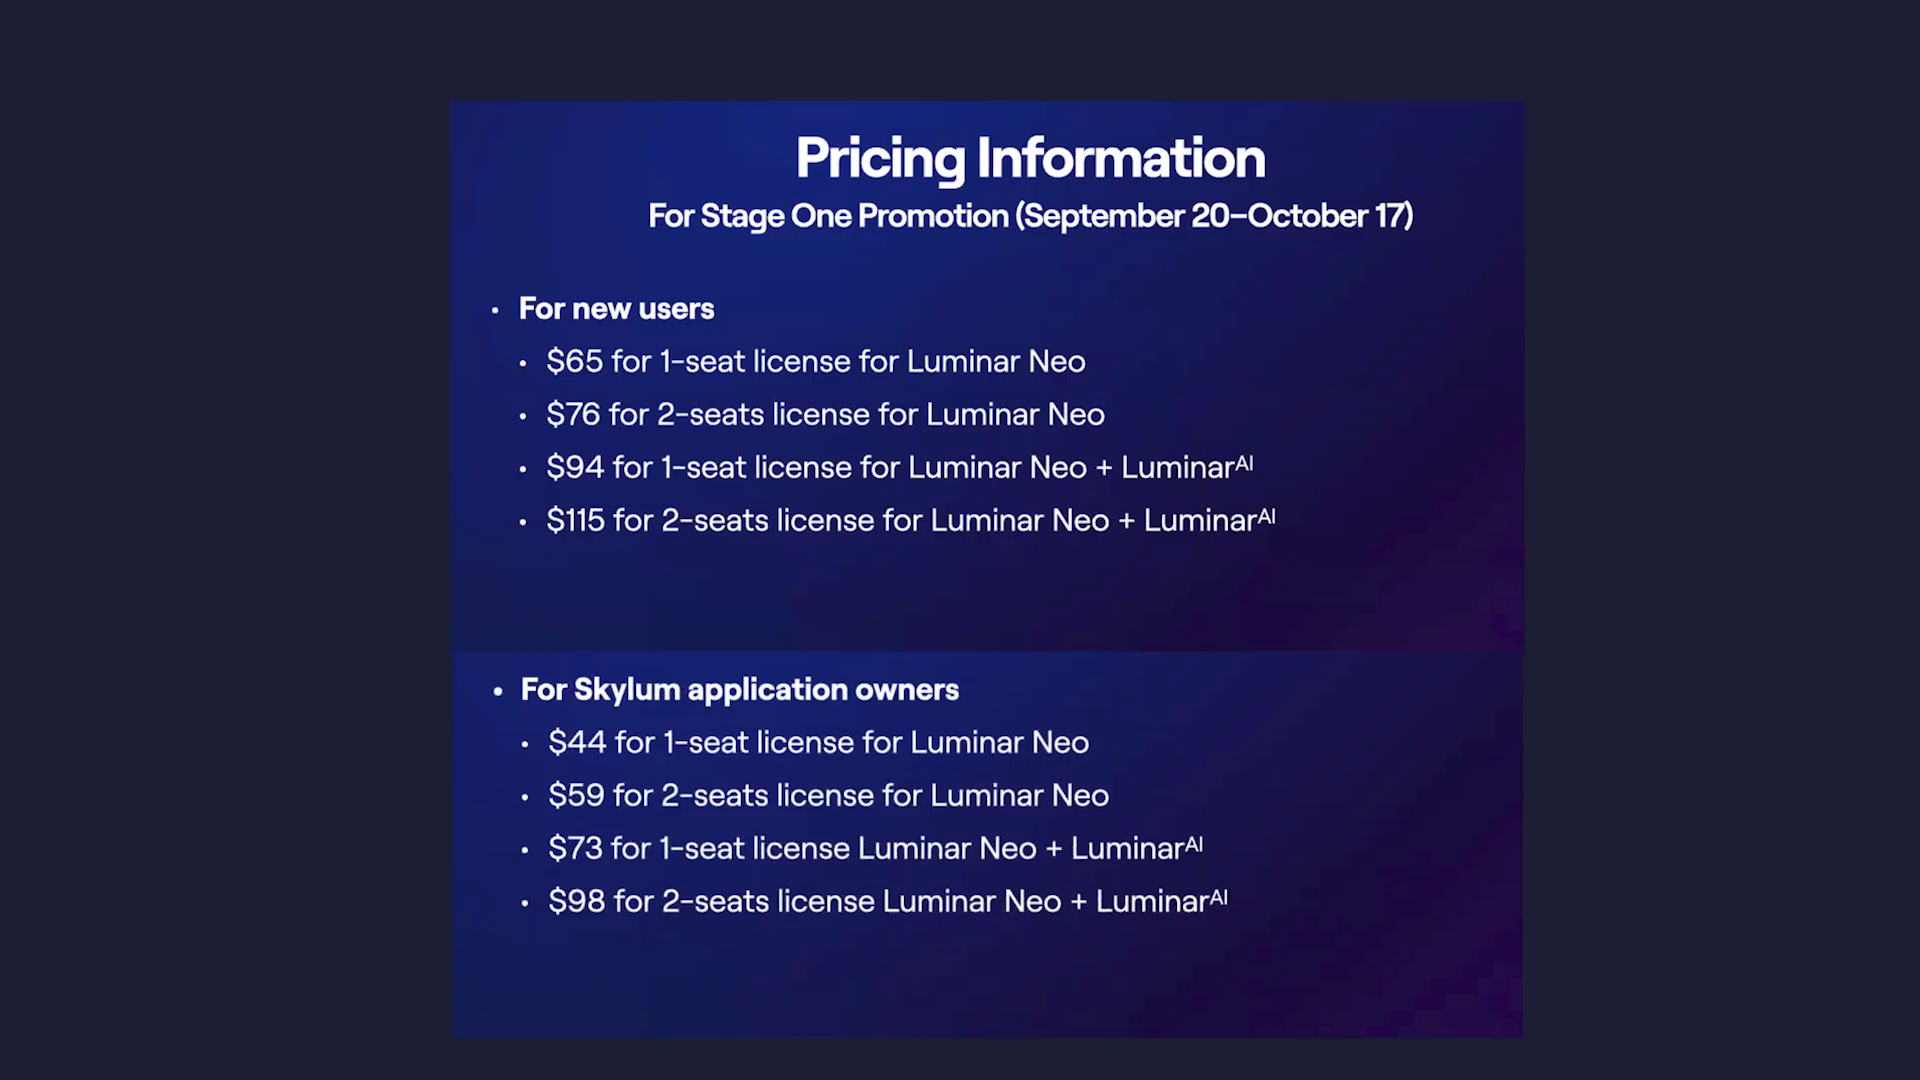 Pricing Information
For Stage One Promotion (September 20–October 17)
• For new users
• $65 for 1-seat license for Luminar Neo
• $76 for 2-seats license for Luminar Neo
• $94 for 1-seat license for Luminar Neo + LuminarAI
• $115 for 2-seats license for Luminar Neo + LuminarAI
• For Skylum application owners
• $44 for 1-seat license for Luminar Neo
• $59 for 2-seats license for Luminar Neo
• $73 for 1-seat license Luminar Neo + LuminarAI
• $98 for 2-seats license Luminar Neo + LuminarAI